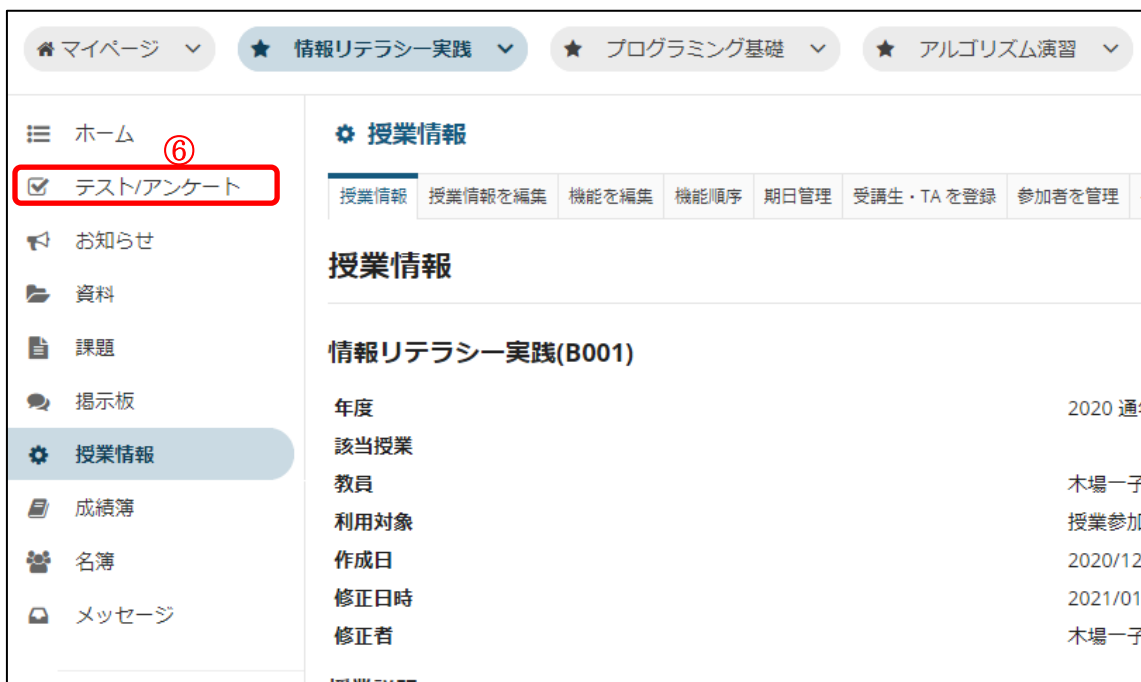 マイページ 情報リテラシー実践 プログラミング基礎 アルゴリズム演習
ホーム
⑥
テスト/アンケート
お知らせ
資料
課題
掲示板
授業情報
成績簿
名簿
メッセージ
授業情報
授業情報 授業情報を編集 機能を編集 機能順序 期日管理 受講生・TAを登録 参加者を管理
授業情報
情報リテラシー実践(B001)
年度 2020
該当授業
教員 木場一子
利用対象 授業参加
作成日 2020/12
修正日時 2021/01
修正者 木場一子